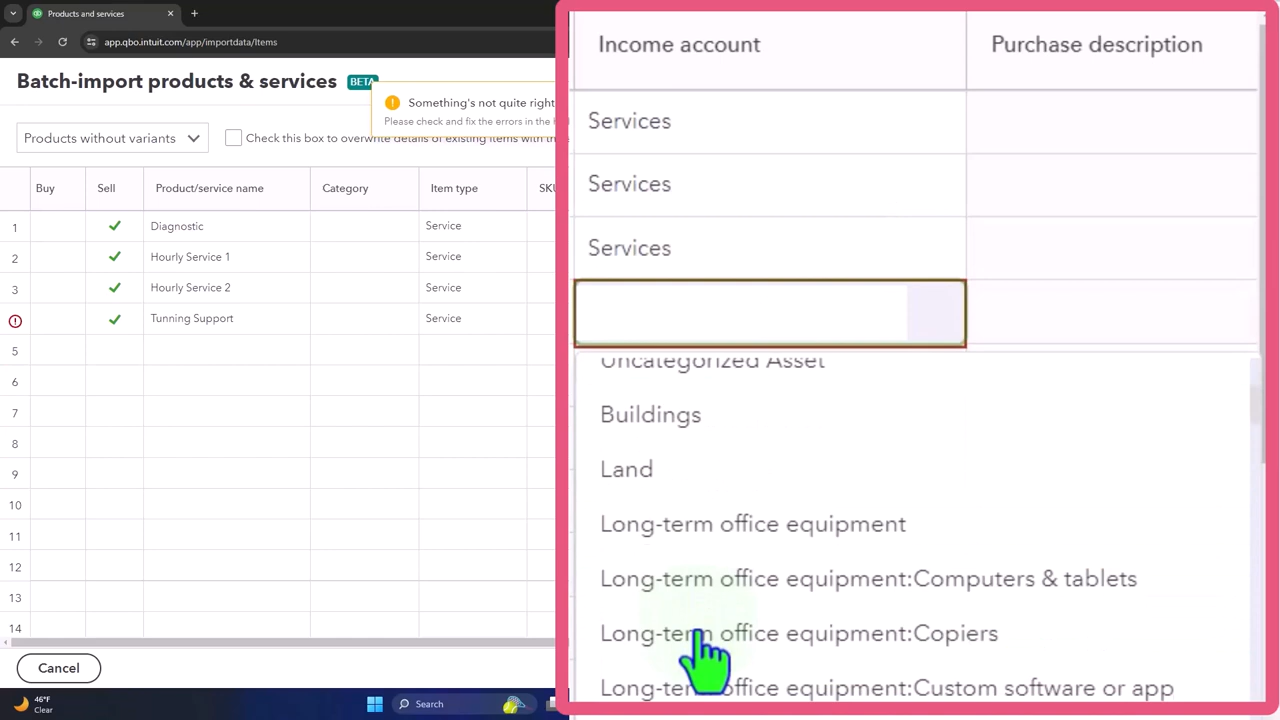 Products and services
app.qbo.intuit.com/app/importdata/Items
Batch-import products & services BETA
Something's not quite right
Please check and fix the errors in the
Products without variants
Check this box to overwrite details of existing items with the
Buy Sell Product/service name Category Item type SKU
1 Diagnostic Service
2 Hourly Service 1 Service
3 Hourly Service 2 Service
Tunning Support Service
5
6
7
8
9
10
11
12
13
14
Cancel
46°F
Clear
Search
Income account Purchase description
Services
Services
Services
Uncategorized Asset
Buildings
Land
Long-term office equipment
Long-term office equipment:Computers & tablets
Long-term office equipment:Copiers
Long-term office equipment:Custom software or app